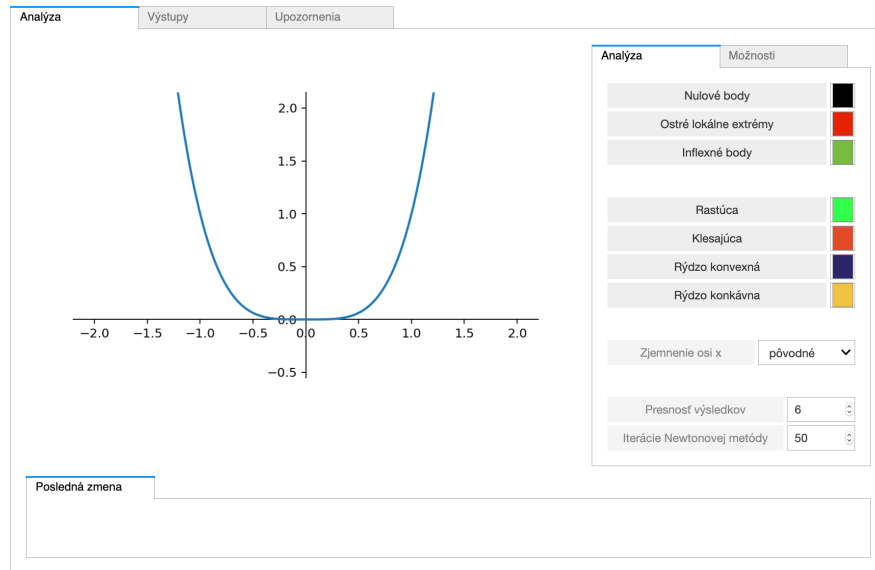 Analýza
Výstupy
Upozornenia
Analýza
Možnosti
2.0
1.5
1.0
0.5
0.0
−2.0 −1.5 −1.0 −0.5 0.0 0.5 1.0 1.5 2.0
−0.5
Nulové body
Ostré lokálne extrémy
Inflexné body
Rastúca
Klesajúca
Rýdzo konvexná
Rýdzo konkávna
Zjemnenie osi x pôvodné
Presnosť výsledkov 6
Iterácie Newtonovej metódy 50
Posledná zmena